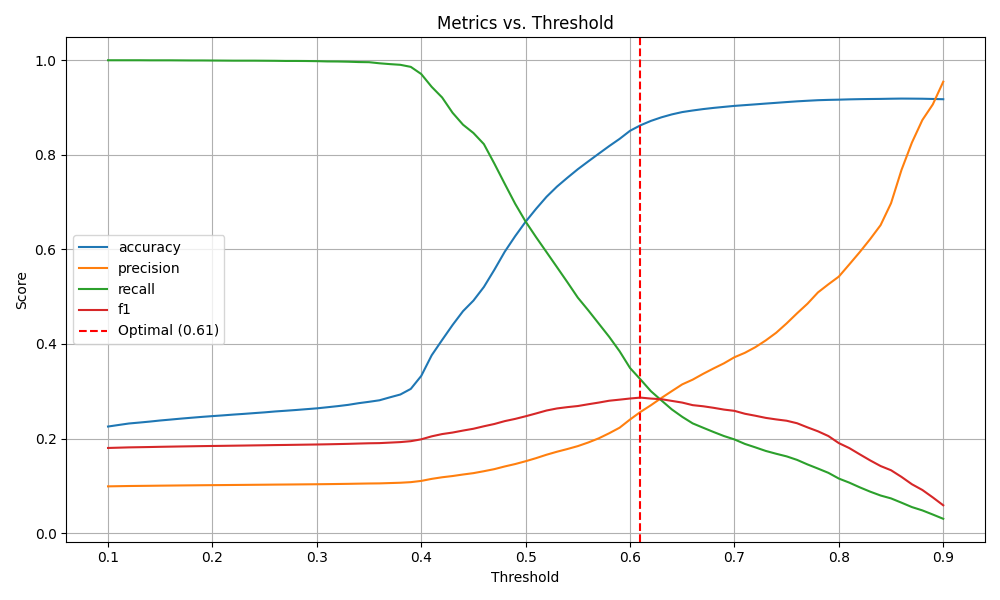 Metrics vs. Threshold
1.0
0.8
0.6
0.4
0.2
0.0
Score
accuracy
precision
recall
f1
Optimal (0.61)
0.1 0.2 0.3 0.4 0.5 0.6 0.7 0.8 0.9
Threshold